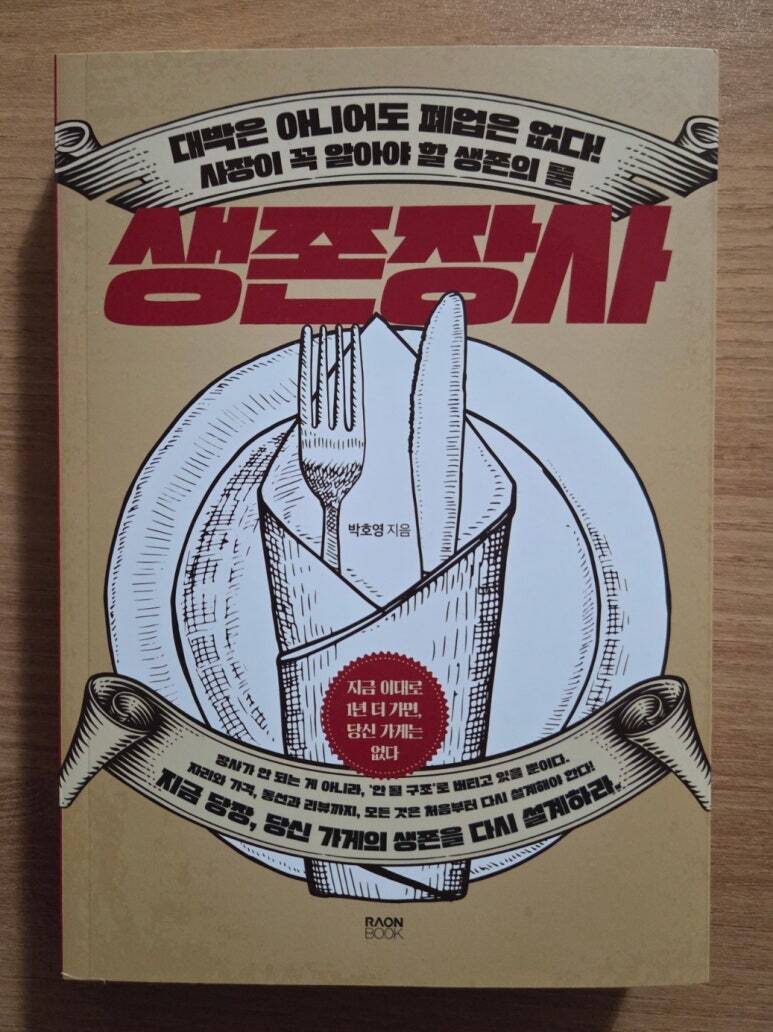 대박은 아니어도 폐업은 없다!
사장이 꼭 알아야 할 생존의 룰
생존장사
박호영 지음
지금 이대로
1년 더 가면,
당신 가게는
없다
장사가 안 되는 게 아니라, '안 될 구조'로 버티고 있을 뿐이다.
자리와 가격, 동선과 리뷰까지, 모든 것은 처음부터 다시 설계해야 한다!
지금 당장, 당신 가게의 생존을 다시 설계하라.
RAON
BOOK